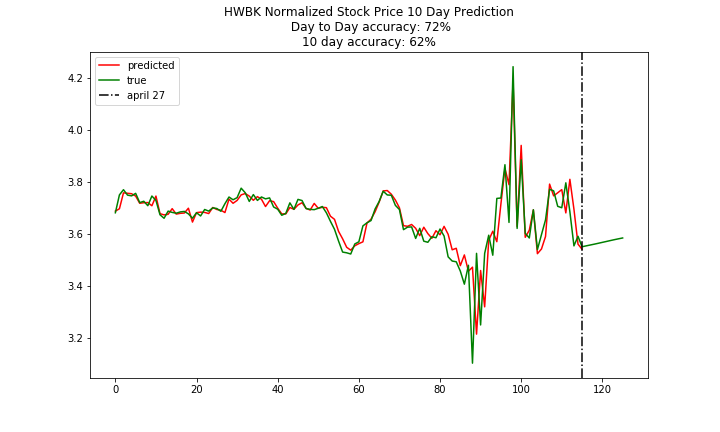 HWBK Normalized Stock Price 10 Day Prediction
Day to Day accuracy: 72%
10 day accuracy: 62%
predicted
true
april 27
4.2
4.0
3.8
3.6
3.4
3.2
0 20 40 60 80 100 120